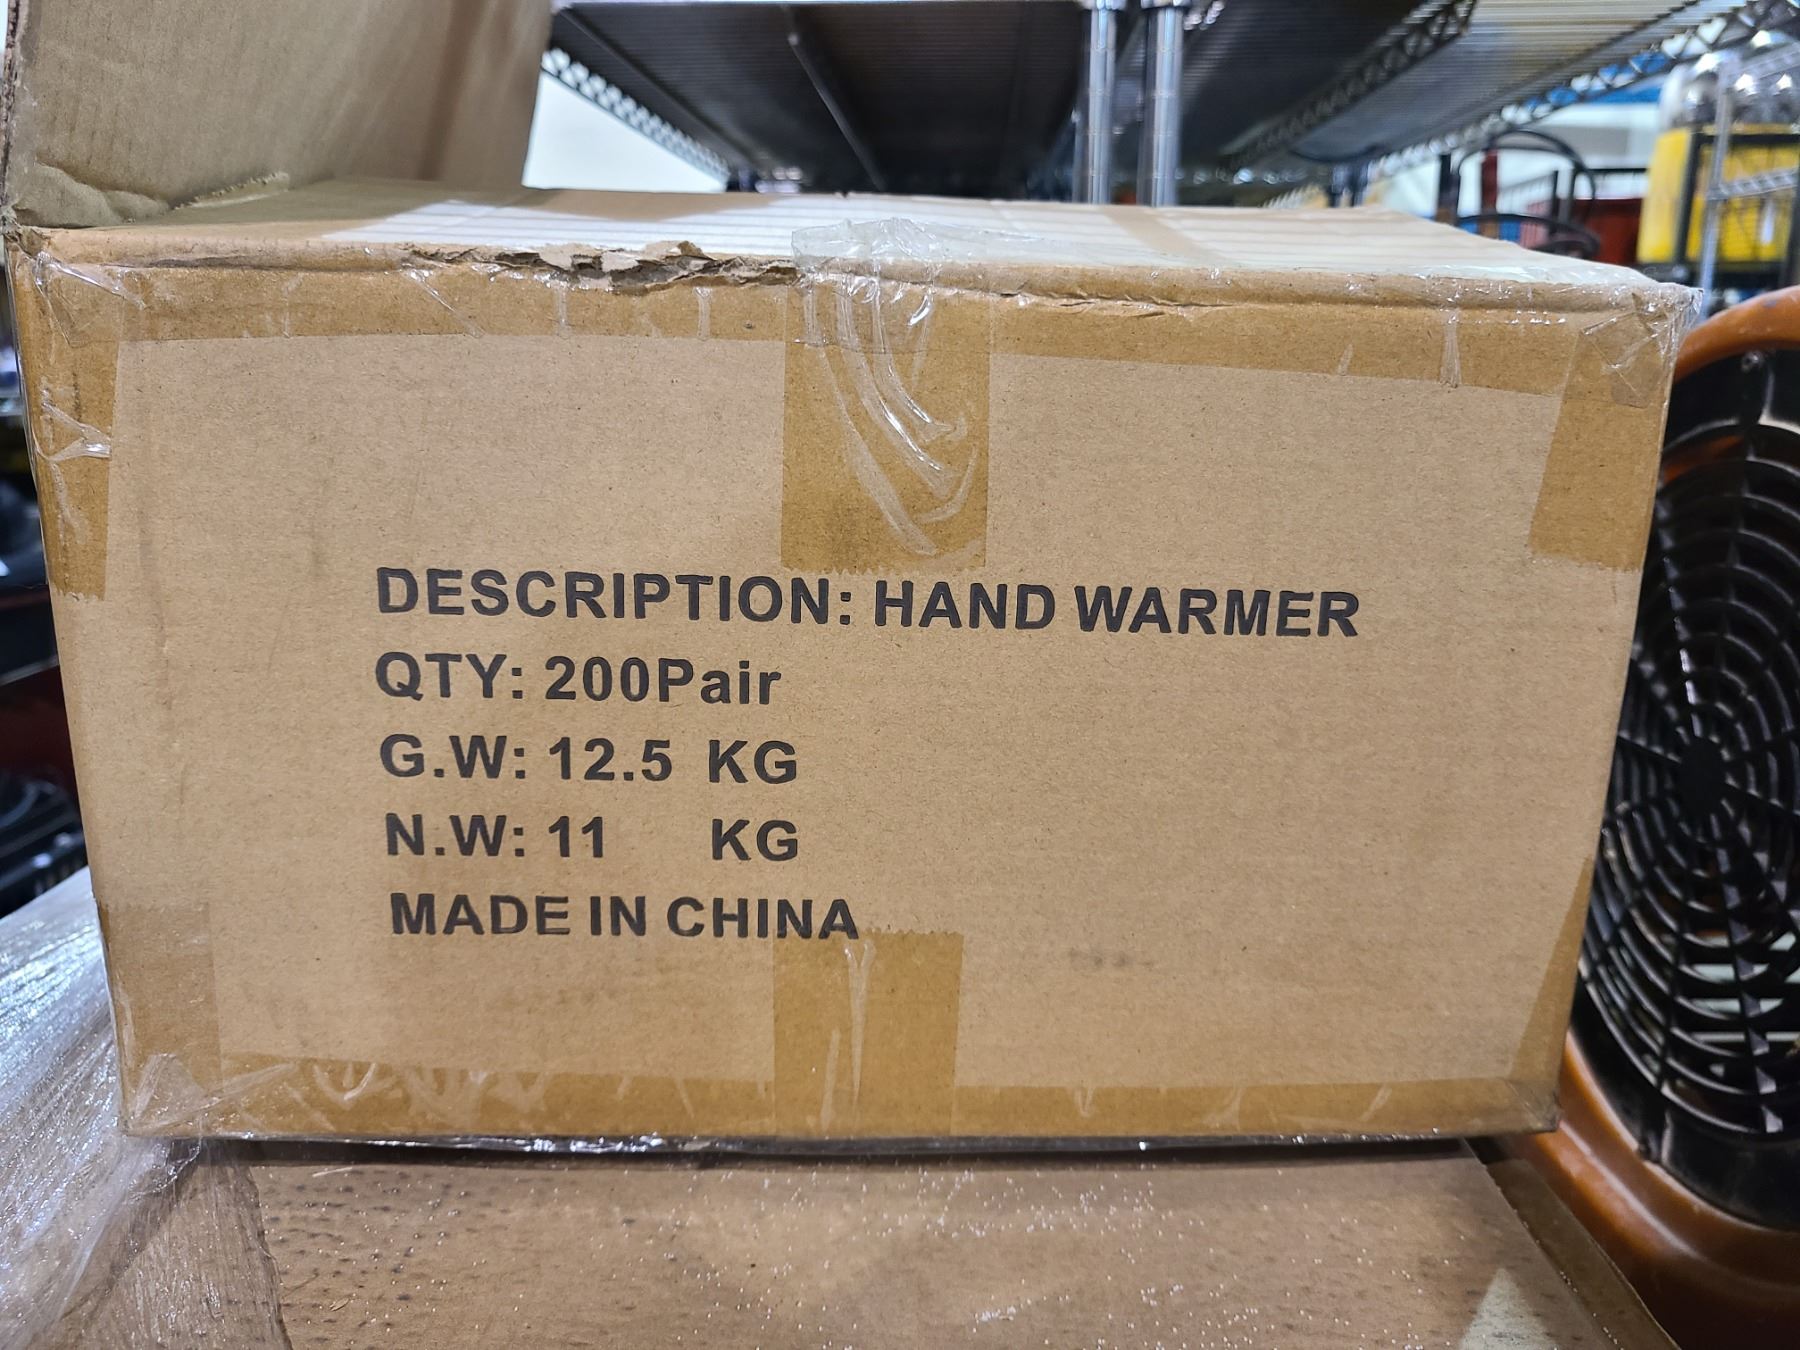 DESCRIPTION: HAND WARMER
QTY: 200Pair
G.W: 12.5 KG
N.W: 11 KG
MADE IN CHINA